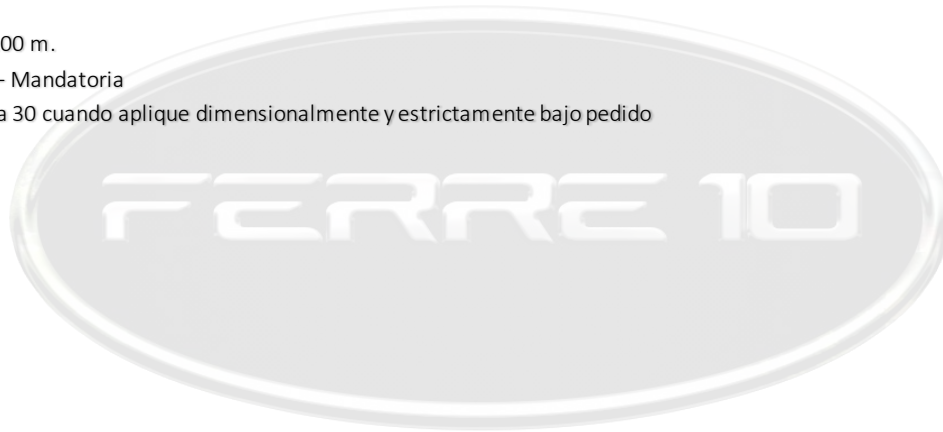 00 m.
- Mandatoria
a 30 cuando aplique dimensionalmente y estrictamente bajo pedido
FERRE 10